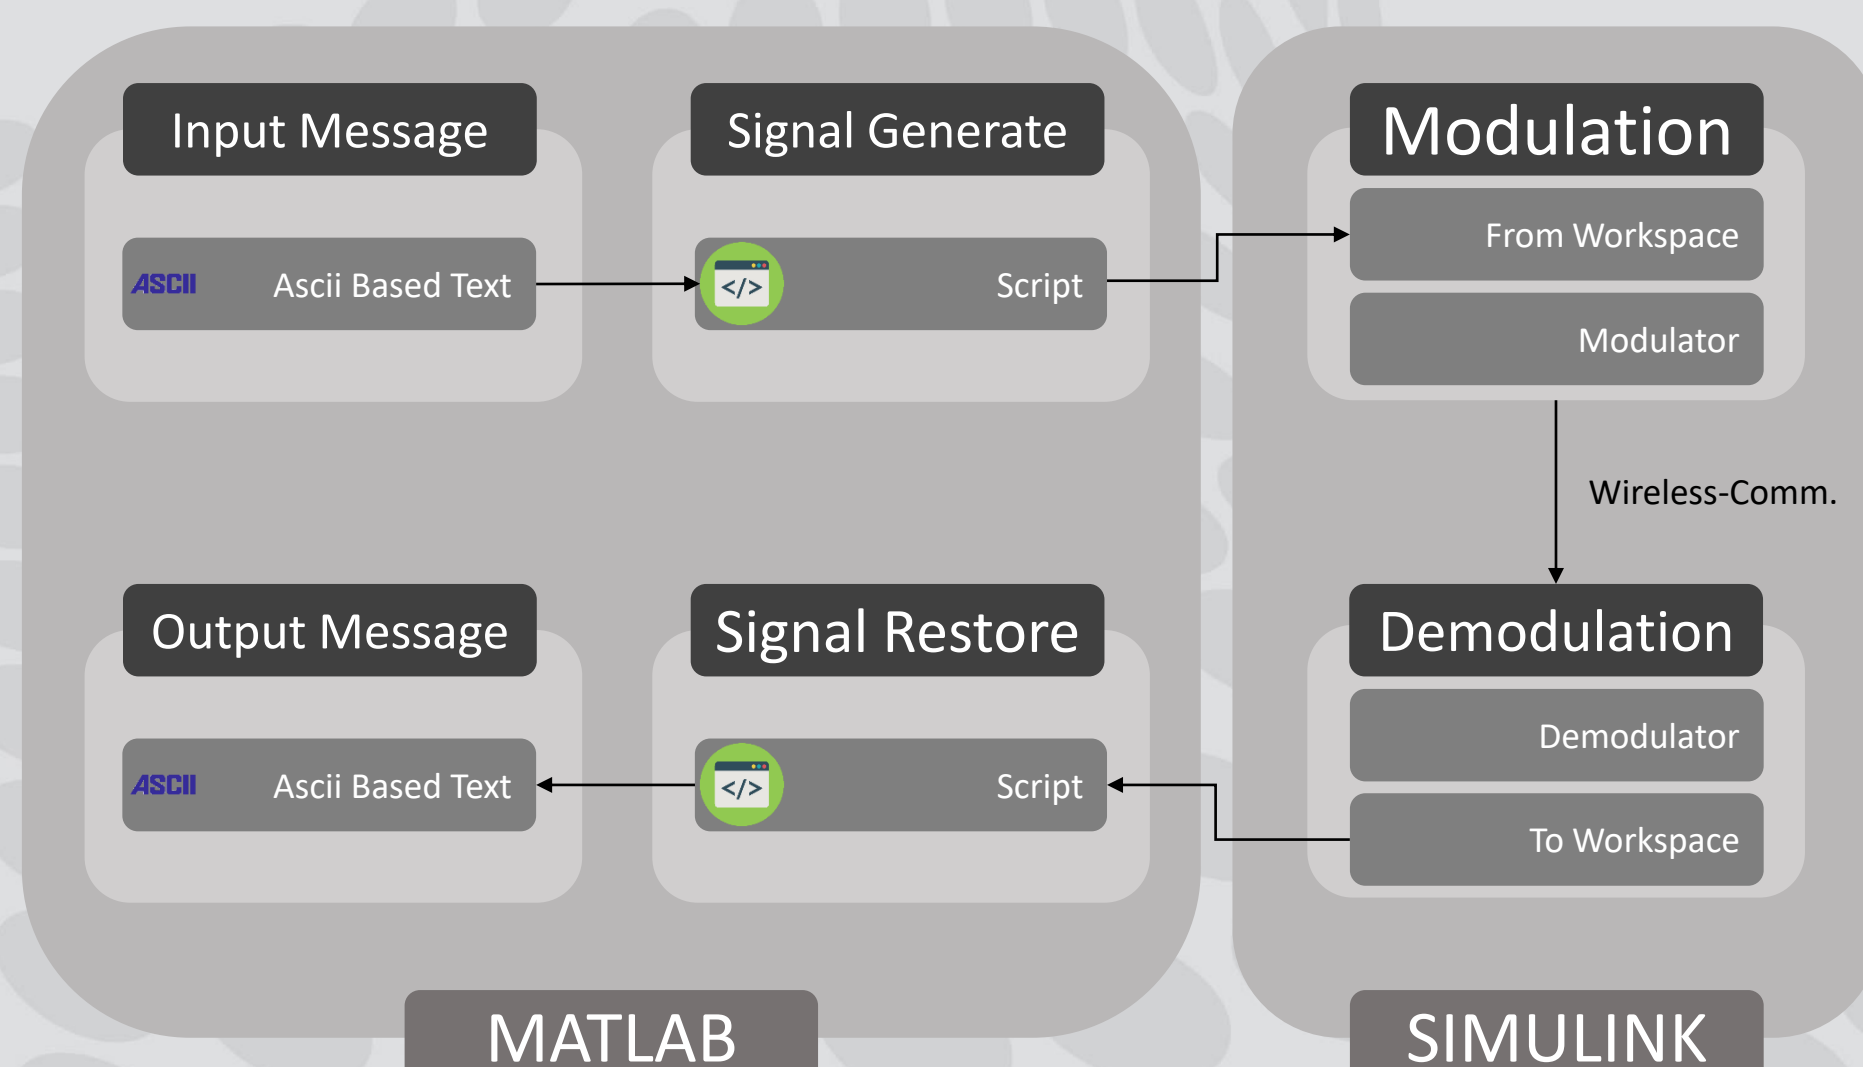 Input Message
Signal Generate
Modulation
ASCII
Ascii Based Text
</>
Script
From Workspace
Modulator
Wireless-Comm.
Output Message
Signal Restore
Demodulation
ASCII
Ascii Based Text
</>
Script
Demodulator
To Workspace
MATLAB
SIMULINK